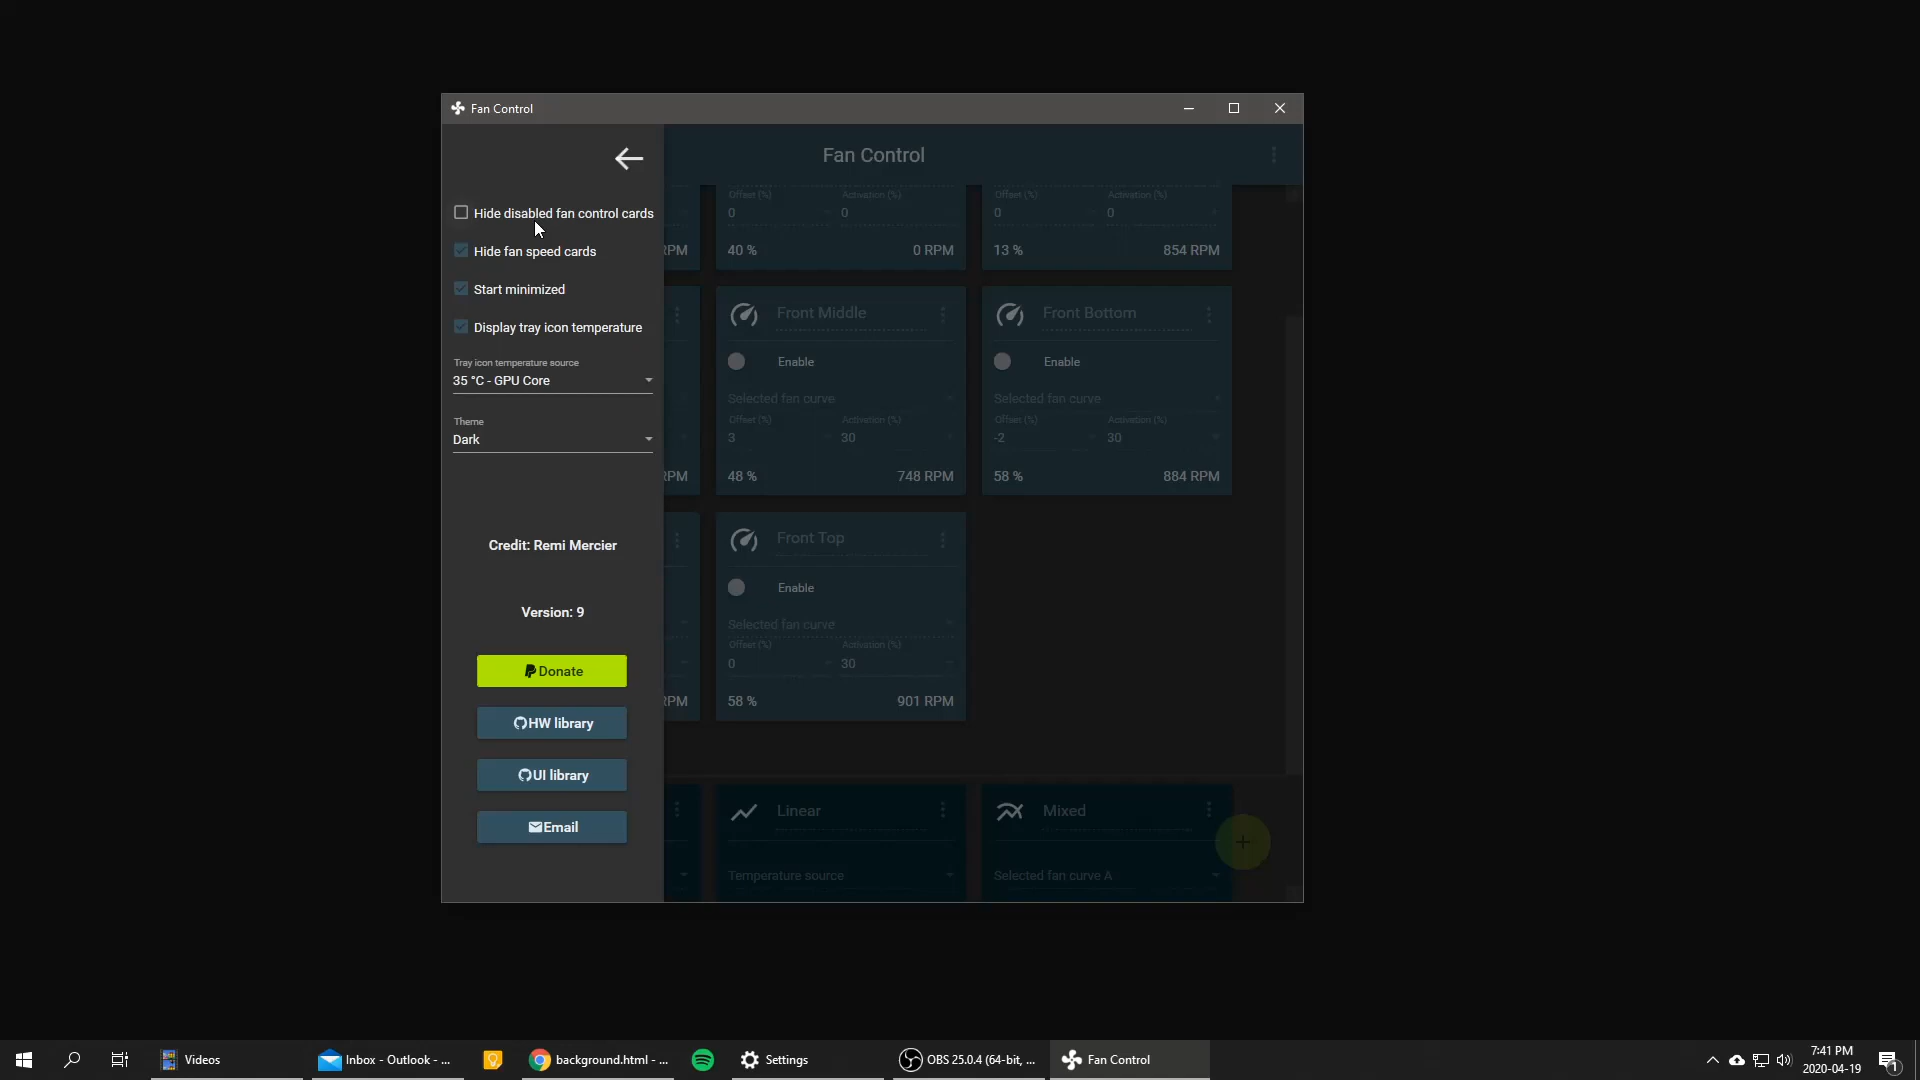 Fan Control
Fan Control
Hide disabled fan control cards
Hide fan speed cards
Start minimized
Display tray icon temperature
Tray icon temperature source
35 °C - GPU Core
Theme
Dark
Credit: Remi Mercier
Version: 9
Donate
HW library
UI library
Email
RPM
Offset (%) Activation (%)
0 0
40 % 0 RPM
Offset (%) Activation (%)
0 0
13 % 854 RPM
RPM
Front Middle
Enable
Selected fan curve
Offset (%) Activation (%)
3 30
48 % 748 RPM
Front Bottom
Enable
Selected fan curve
Offset (%) Activation (%)
-2 30
58 % 884 RPM
RPM
Front Top
Enable
Selected fan curve
Offset (%) Activation (%)
0 30
58 % 901 RPM
Linear
Temperature source
Mixed
Selected fan curve A
Videos
Inbox - Outlook - ...
background.html - ...
Settings
OBS 25.0.4 (64-bit, ...
Fan Control
7:41 PM
2020-04-19
1